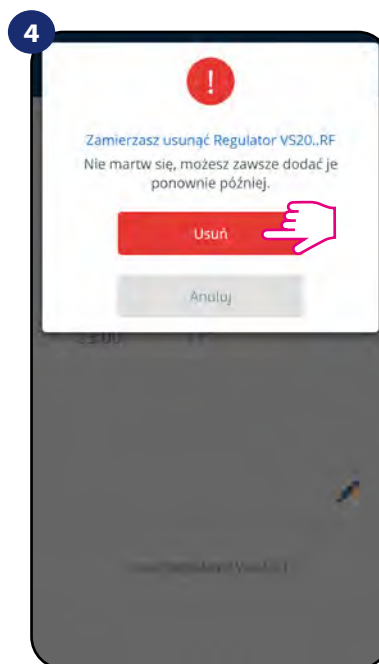 4
!
Zamierzasz usunąć Regulator VS20..RF
Nie martw się, możesz zawsze dodać je
ponownie później.
Usuń
Anuluj